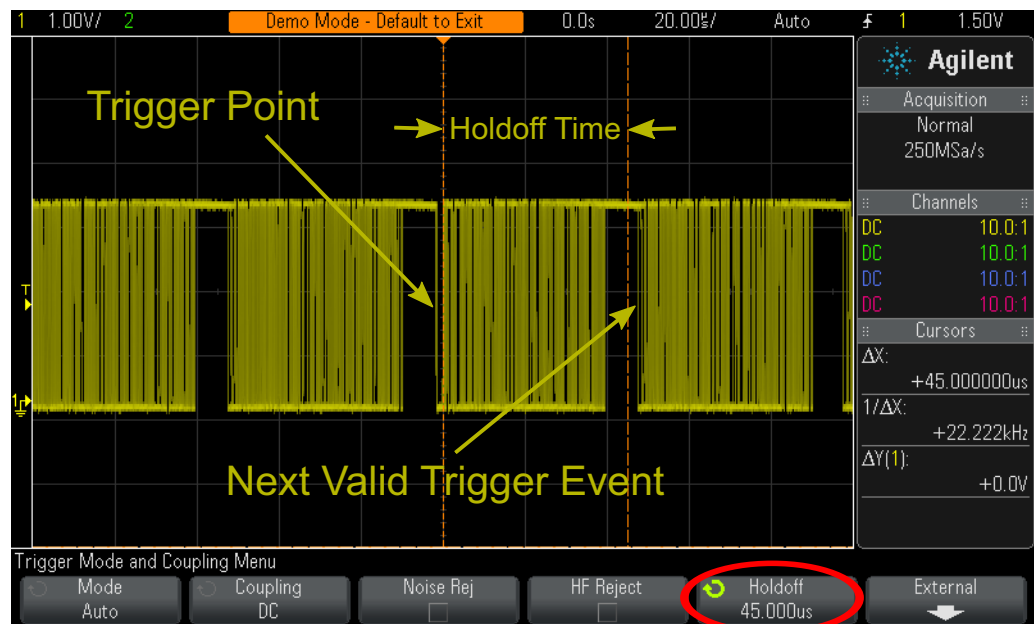 1 1.00V/ 2 Demo Mode - Default to Exit 0.0s 20.00µs/ Auto 1 1.50V
Agilent
Trigger Point
Holdoff Time
Next Valid Trigger Event
T
1
Acquisition
Normal
250MSa/s
Channels
DC 10.0:1
DC 10.0:1
DC 10.0:1
DC 10.0:1
Cursors
ΔX:
+45.000000us
1/ΔX:
+22.222kHz
ΔY(1):
+0.0V
Trigger Mode and Coupling Menu
Mode
Auto
Coupling
DC
Noise Rej
HF Reject
Holdoff
45.000us
External